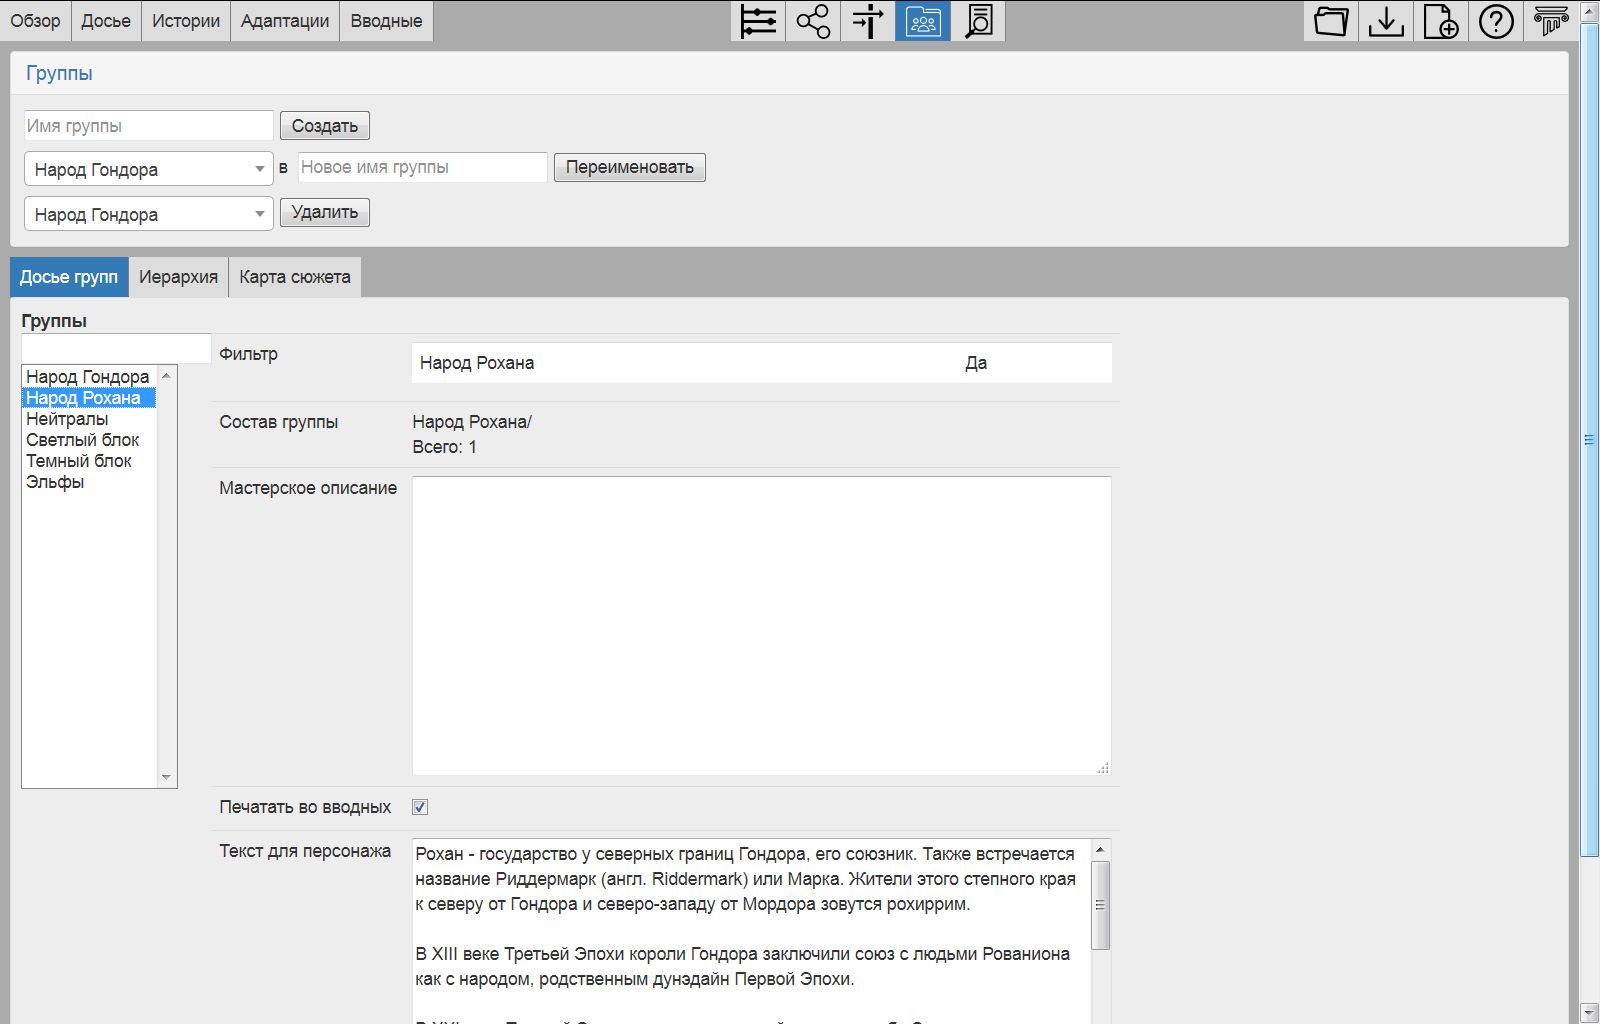 Обзор Досье Истории Адаптации Вводные
Группы
Имя группы Создать
Народ Гондора в Новое имя группы Переименовать
Народ Гондора Удалить
Досье групп Иерархия Карта сюжета
Группы
Народ Гондора
Народ Рохана
Нейтралы
Светлый блок
Темный блок
Эльфы
Фильтр Народ Рохана Да
Состав группы Народ Рохана/
Всего: 1
Мастерское описание
Печатать во вводных
Текст для персонажа
Рохан - государство у северных границ Гондора, его союзник. Также встречается
название Риддермарк (англ. Riddermark) или Марка. Жители этого степного края
к северу от Гондора и северо-западу от Мордора зовутся рохиррим.
В XIII веке Третьей Эпохи короли Гондора заключили союз с людьми Рованиона
как с народом, родственным дунэдайн Первой Эпохи.